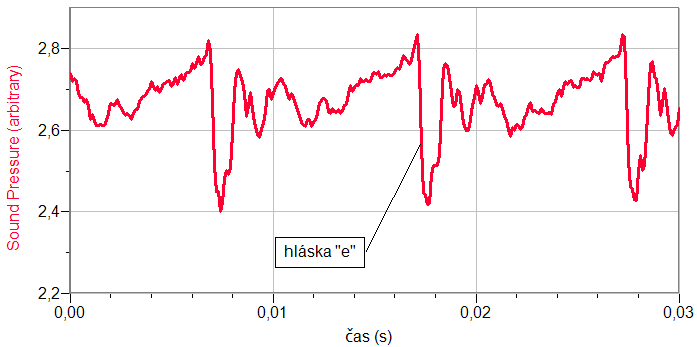 Sound Pressure (arbitrary)
2,8
2,6
2,4
2,2
hláska "e"
0,00
0,01
0,02
0,03
čas (s)